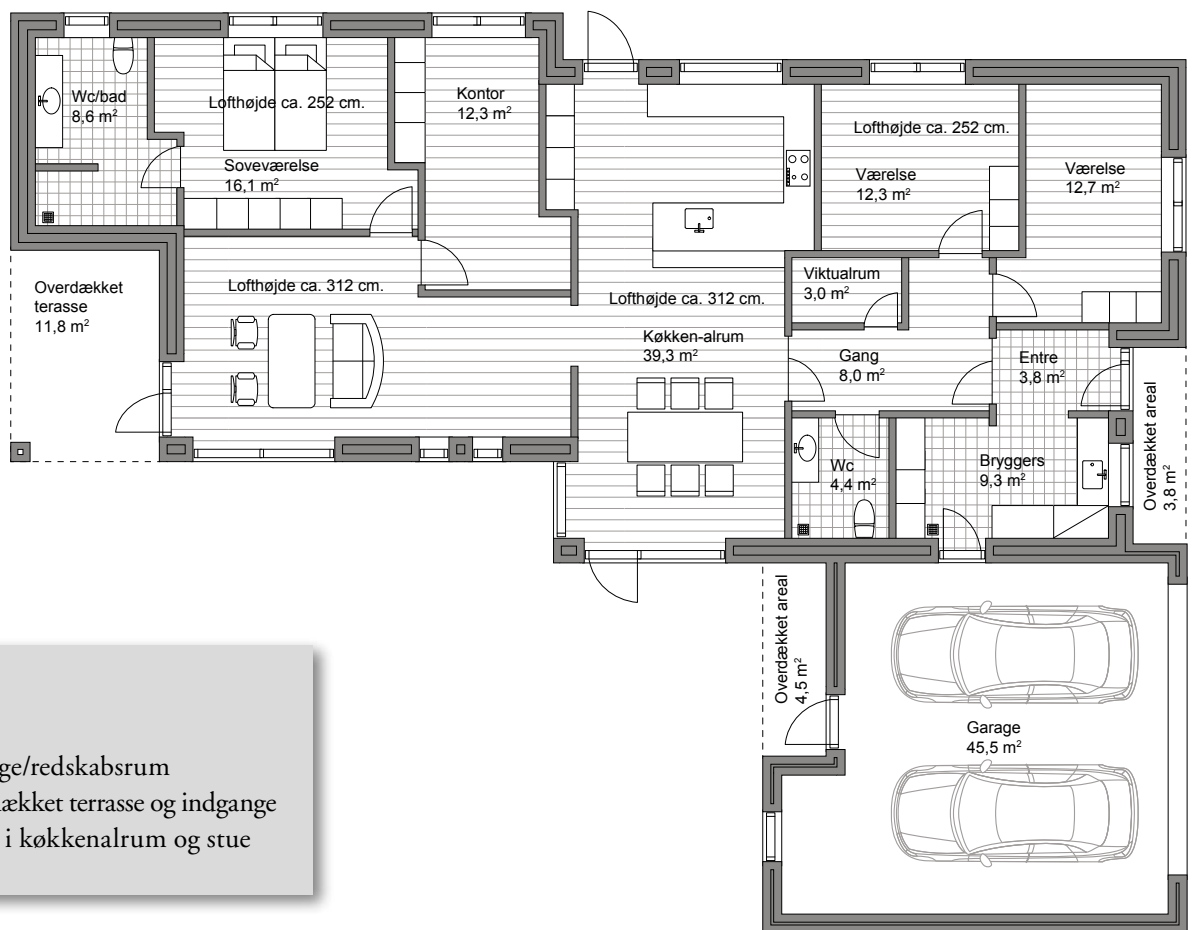 Wc/bad
8,6 m²
Lofthøjde ca. 252 cm.
Soveværelse
16,1 m²
Kontor
12,3 m²
Lofthøjde ca. 252 cm.
Værelse
12,3 m²
Værelse
12,7 m²
Overdækket
terasse
11,8 m²
Lofthøjde ca. 312 cm.
Lofthøjde ca. 312 cm.
Køkken-alrum
39,3 m²
Viktualrum
3,0 m²
Gang
8,0 m²
Entre
3,8 m²
Wc
4,4 m²
Bryggers
9,3 m²
Overdækket areal
3,8 m²
Overdækket areal
4,5 m²
Garage
45,5 m²
ge/redskabsrum
ækket terrasse og indgange
i køkkenalrum og stue